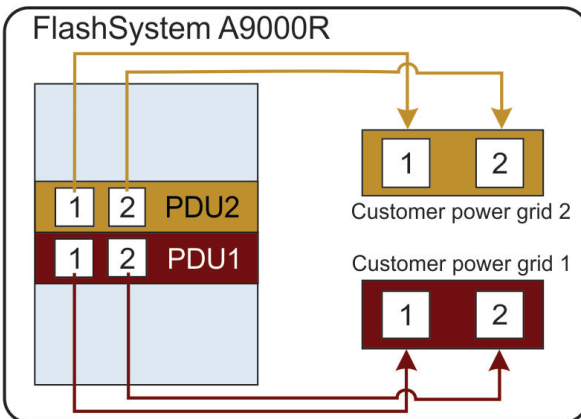 FlashSystem A9000R
1 2 PDU2
1 2 PDU1
1 2
Customer power grid 2
Customer power grid 1
1 2